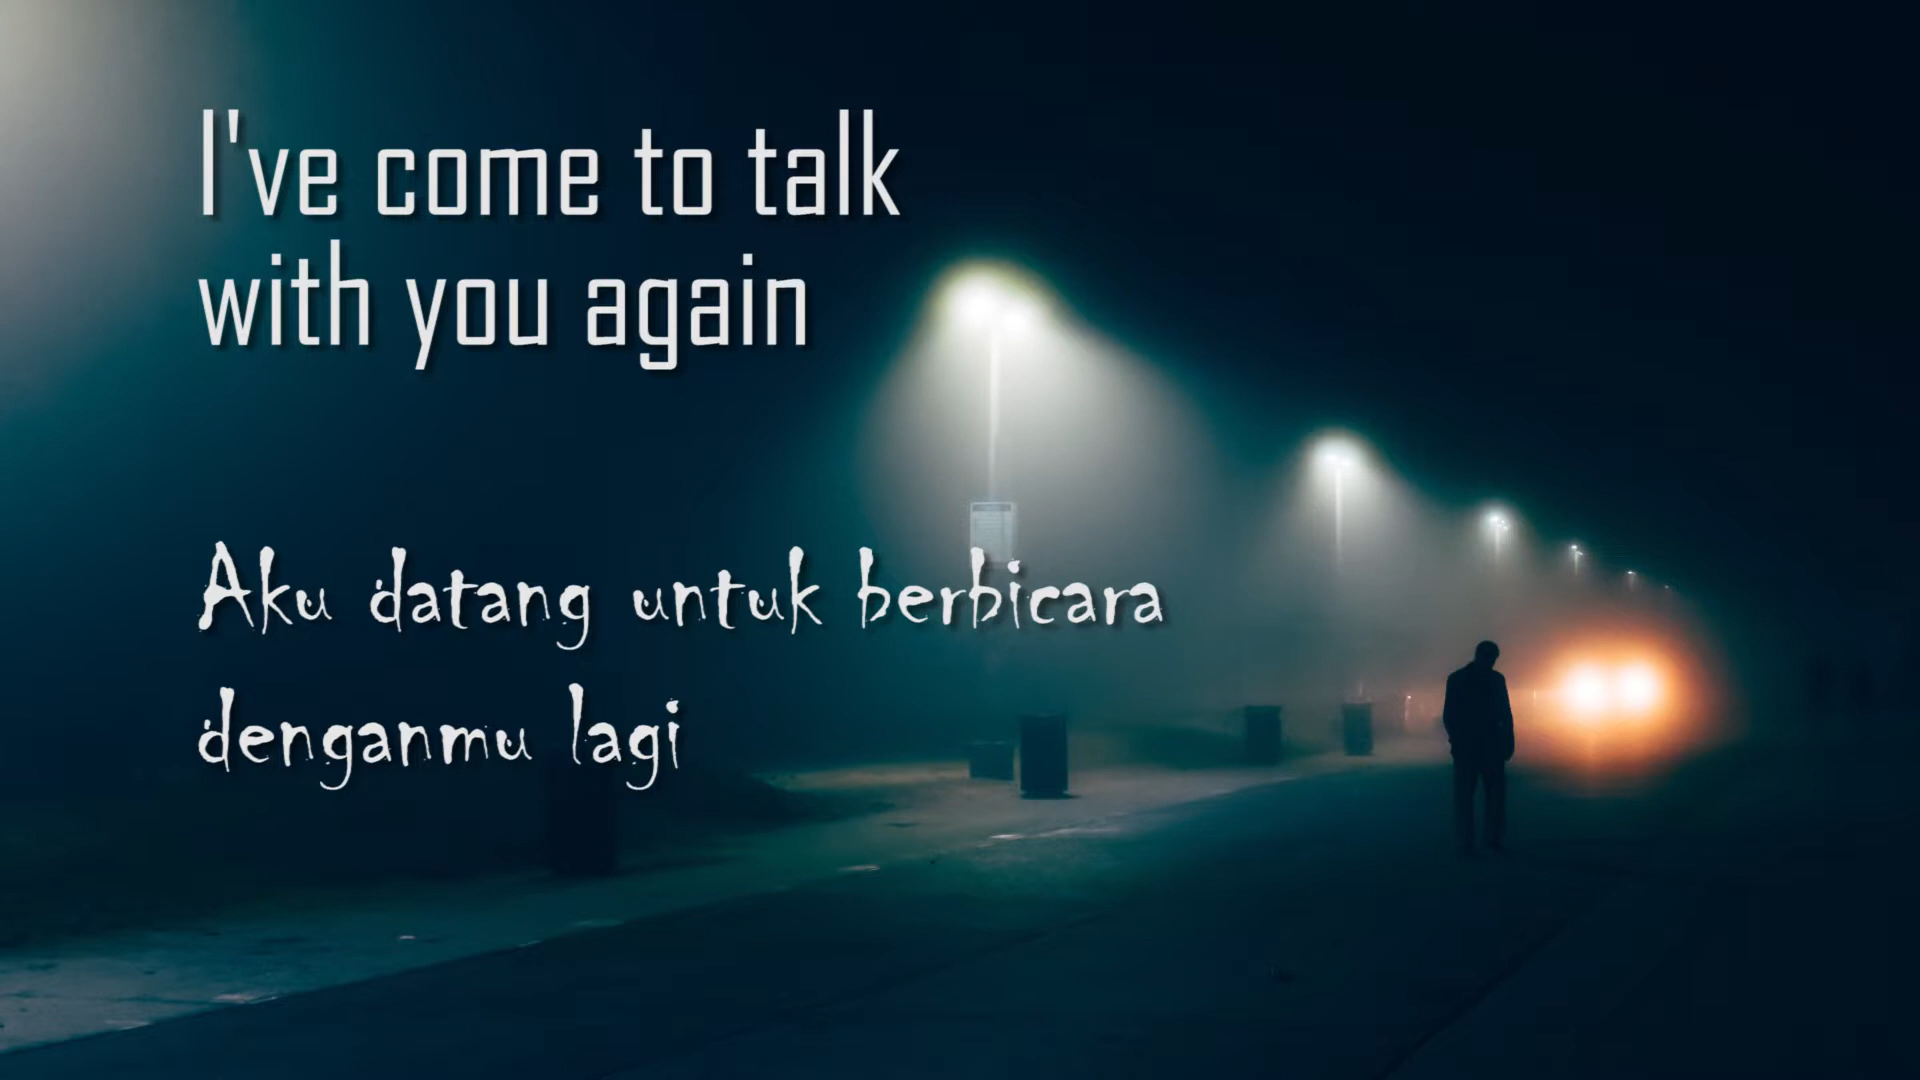 I've come to talk
with you again
Aku datang untuk berbicara
denganmu lagi